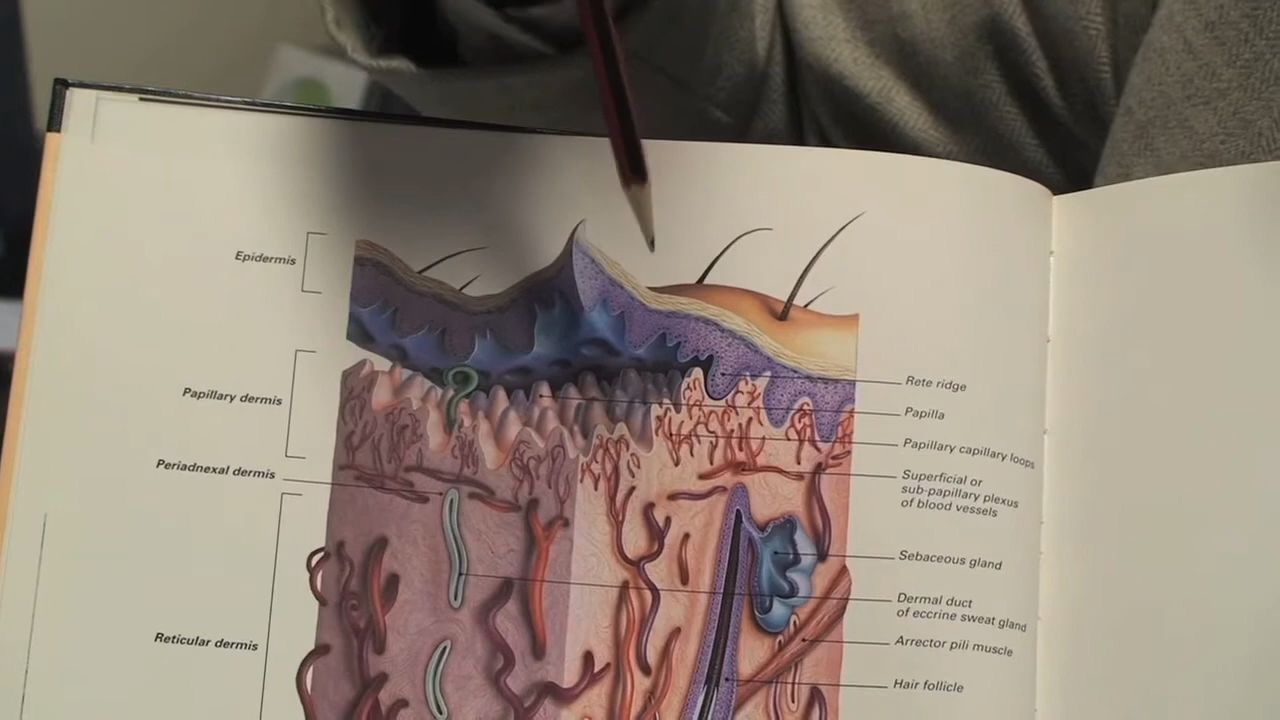 Epidermis
Papillary dermis
Periadnexal dermis
Reticular dermis
Rete ridge
Papilla
Papillary capillary loops
Superficial or
sub-papillary plexus
of blood vessels
Sebaceous gland
Dermal duct
of eccrine sweat gland
Arrector pili muscle
Hair follicle